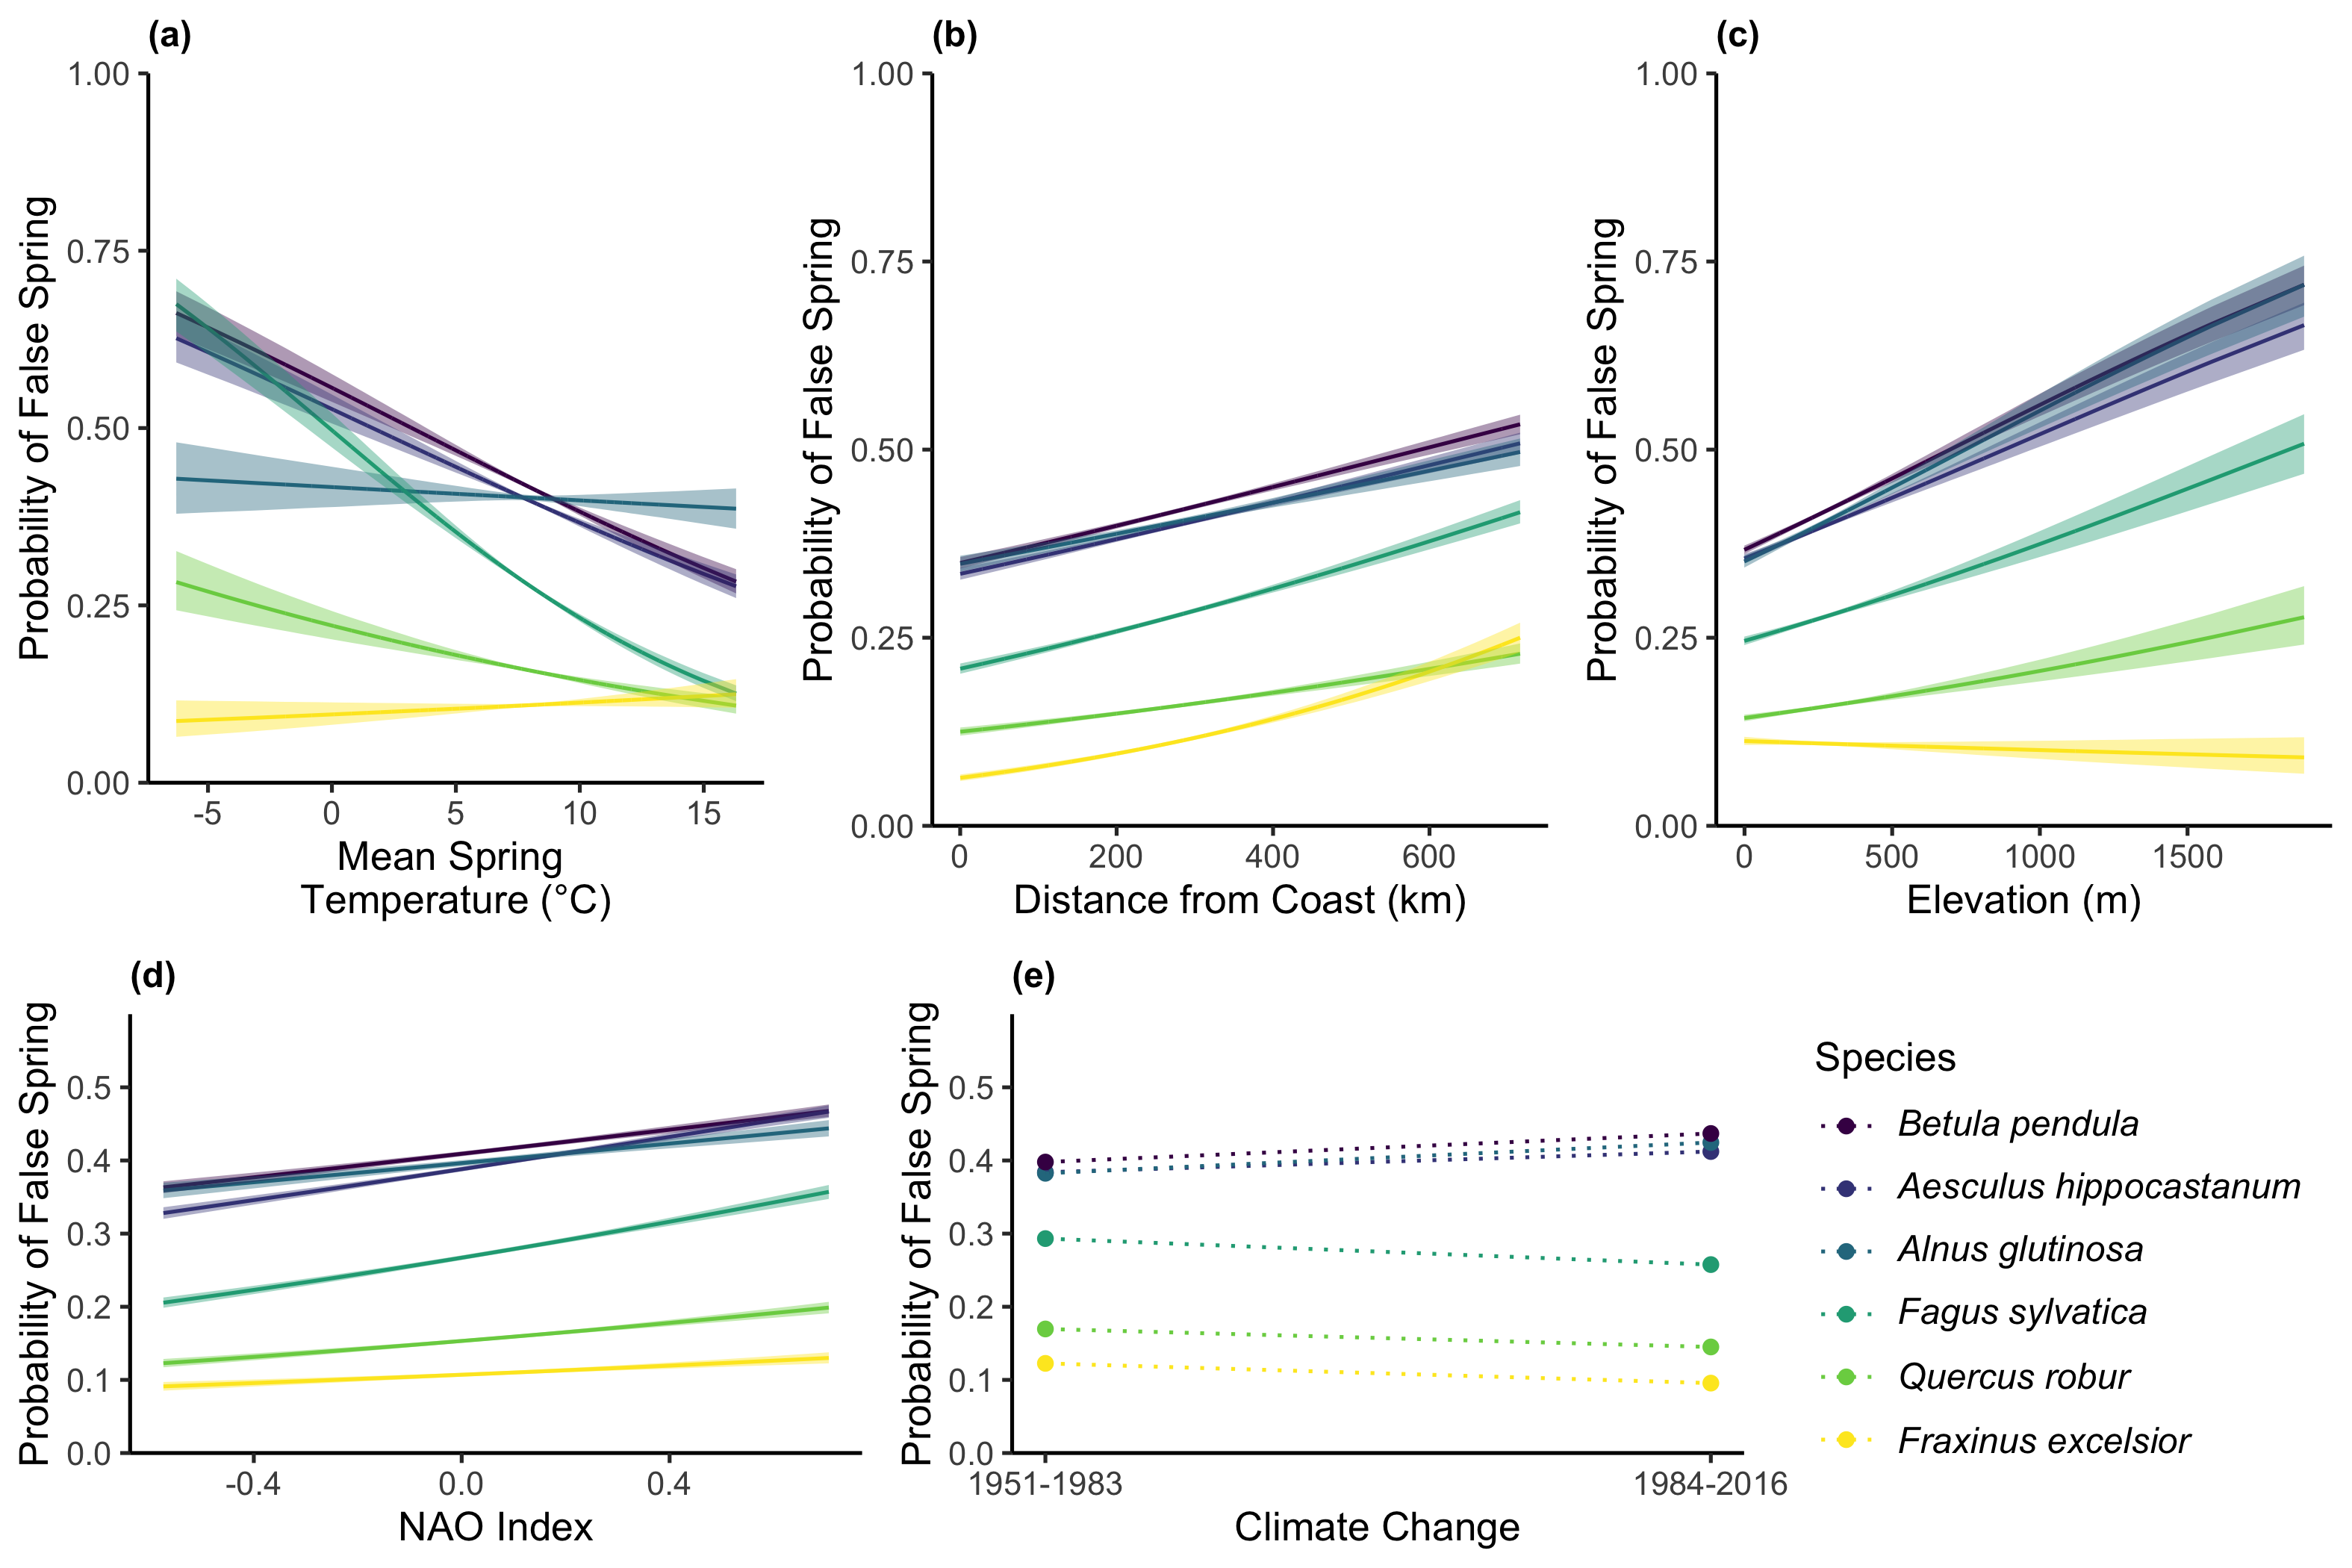 (a)
Probability of False Spring
1.00
0.75
0.50
0.25
0.00
-5 0 5 10 15
Mean Spring
Temperature (°C)
(b)
Probability of False Spring
1.00
0.75
0.50
0.25
0.00
0 200 400 600
Distance from Coast (km)
(c)
Probability of False Spring
1.00
0.75
0.50
0.25
0.00
0 500 1000 1500
Elevation (m)
(d)
Probability of False Spring
0.5
0.4
0.3
0.2
0.1
0.0
-0.4 0.0 0.4
NAO Index
(e)
Probability of False Spring
0.5
0.4
0.3
0.2
0.1
0.0
1951-1983 1984-2016
Climate Change
Species
Betula pendula
Aesculus hippocastanum
Alnus glutinosa
Fagus sylvatica
Quercus robur
Fraxinus excelsior